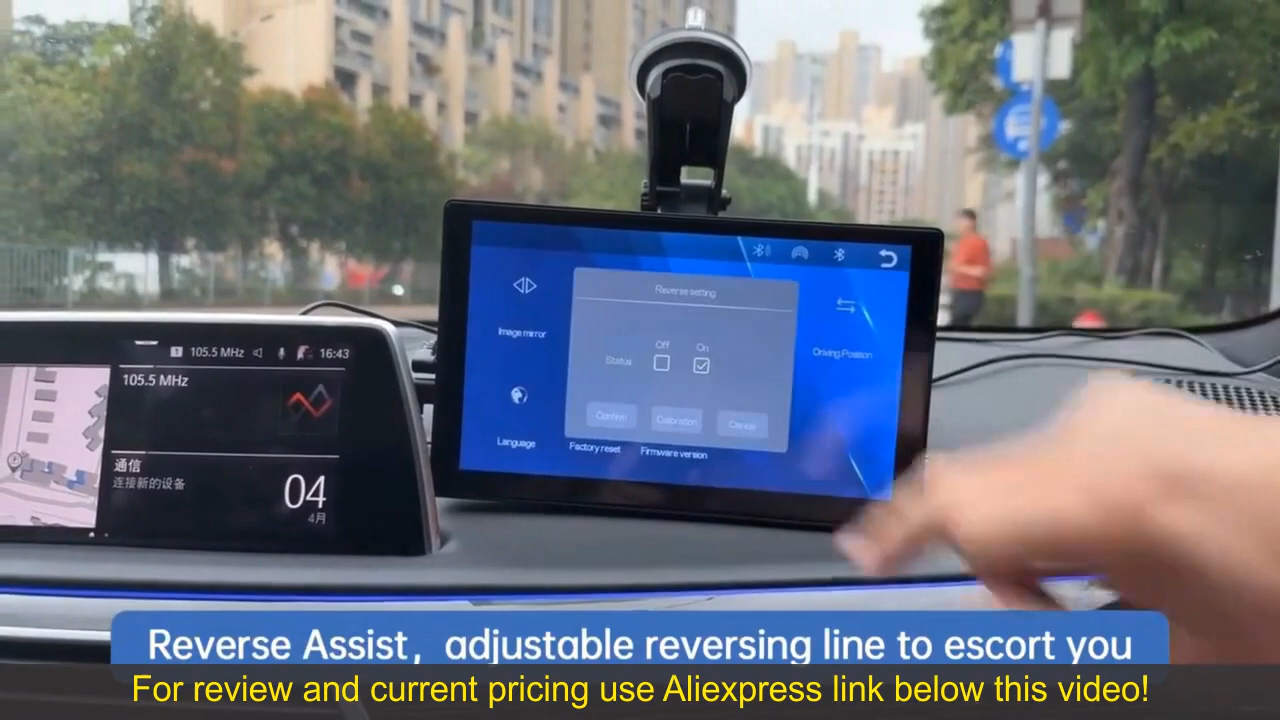 Reverse setting
Off
On
Status
Confirm
Calibration
Cancel
Image mirror
Driving Position
Language
Factory reset
Firmware version
105.5 MHz
16:43
105.5 MHz
通信
连接新的设备
04
4月
Reverse Assist, adjustable reversing line to escort you
For review and current pricing use Aliexpress link below this video!